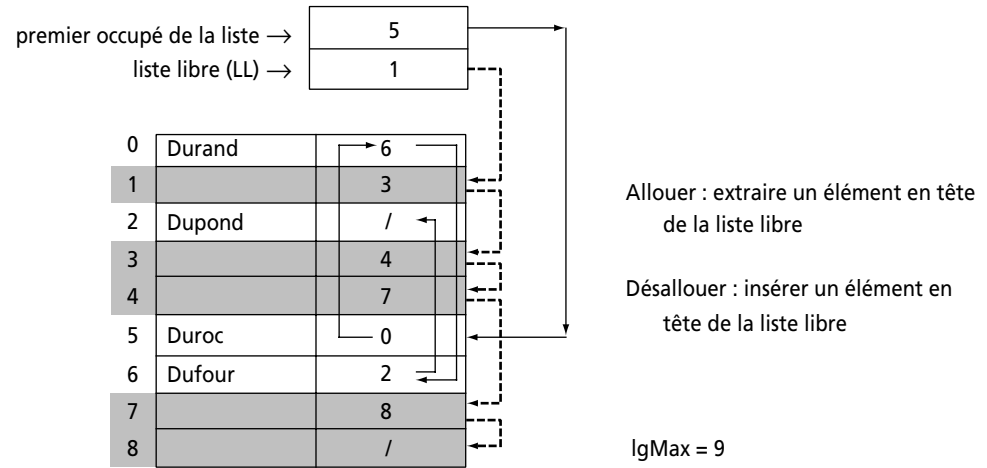 premier occupé de la liste → 5
liste libre (LL) → 1
0 Durand 6
1 3
2 Dupond /
3 4
4 7
5 Duroc 0
6 Dufour 2
7 8
8 /
Allouer : extraire un élément en tête
de la liste libre
Désallouer : insérer un élément en
tête de la liste libre
lgMax = 9